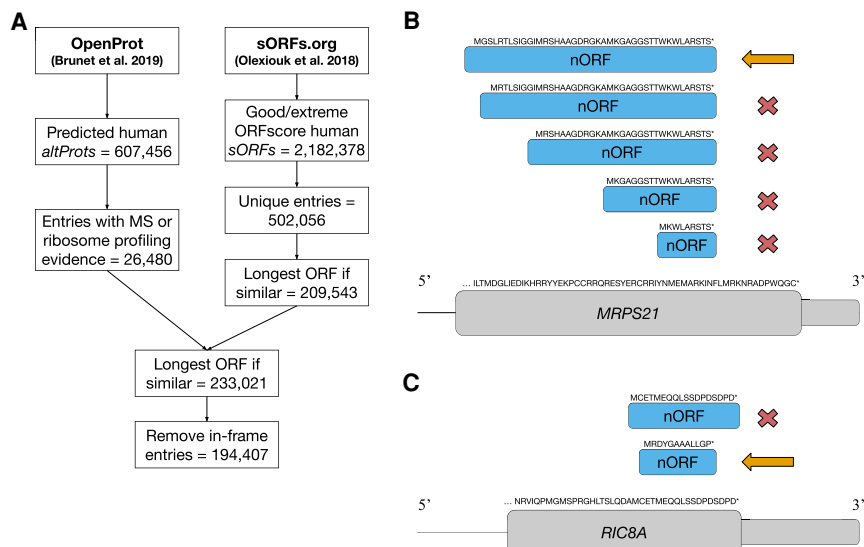 A
OpenProt
(Brunet et al. 2019)
sORFs.org
(Olexiouk et al. 2018)
Predicted human
altProts = 607,456
Good/extreme
ORFscore human
sORFs = 2,182,378
Entries with MS or
ribosome profiling
evidence = 26,480
Unique entries =
502,056
Longest ORF if
similar = 209,543
Longest ORF if
similar = 233,021
Remove in-frame
entries = 194,407
B
MGSLRTLSIGGIMRSHAAGDRGKAMKGAGGSTTWKWLARSTS*
nORF
MRTLSIGGIMRSHAAGDRGKAMKGAGGSTTWKWLARSTS*
nORF
MRSHAAGDRGKAMKGAGGSTTWKWLARSTS*
nORF
MKGAGGSTTWKWLARSTS*
nORF
MKWLARSTS*
nORF
5’
3’
... ILTMDGLIEDIKHRRYYEKPCCRRQRESYERCRRIYNMEMARKINFLMRKNRADPWQGC*
MRPS21
C
MCETMEQQLSSDPDSDPD*
nORF
MRDYGAAALLGP*
nORF
5’
3’
... NRVIQPMGMSPRGHLTSLQDAMCETMEQQLSSDPDSDPD*
RIC8A